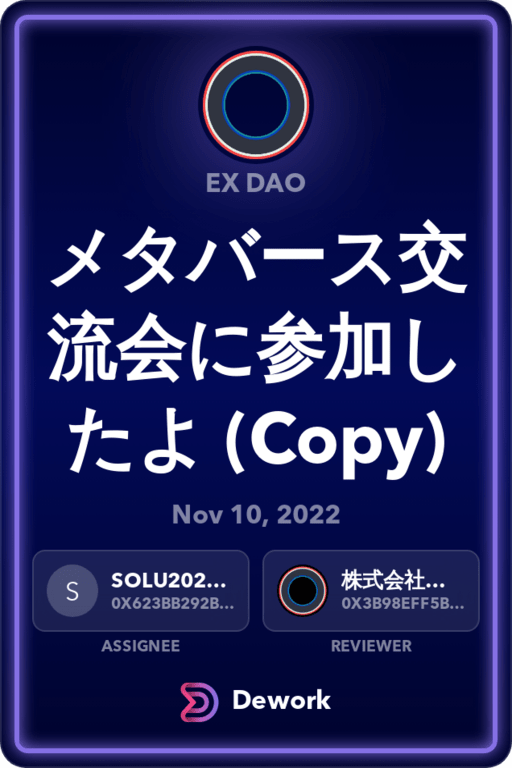 EX DAO
メタバース交
流会に参加し
たよ (Copy)
Nov 10, 2022
S
SOLU202...
0X623BB292B...
ASSIGNEE
株式会社...
0X3B98EFF5B...
REVIEWER
Dework